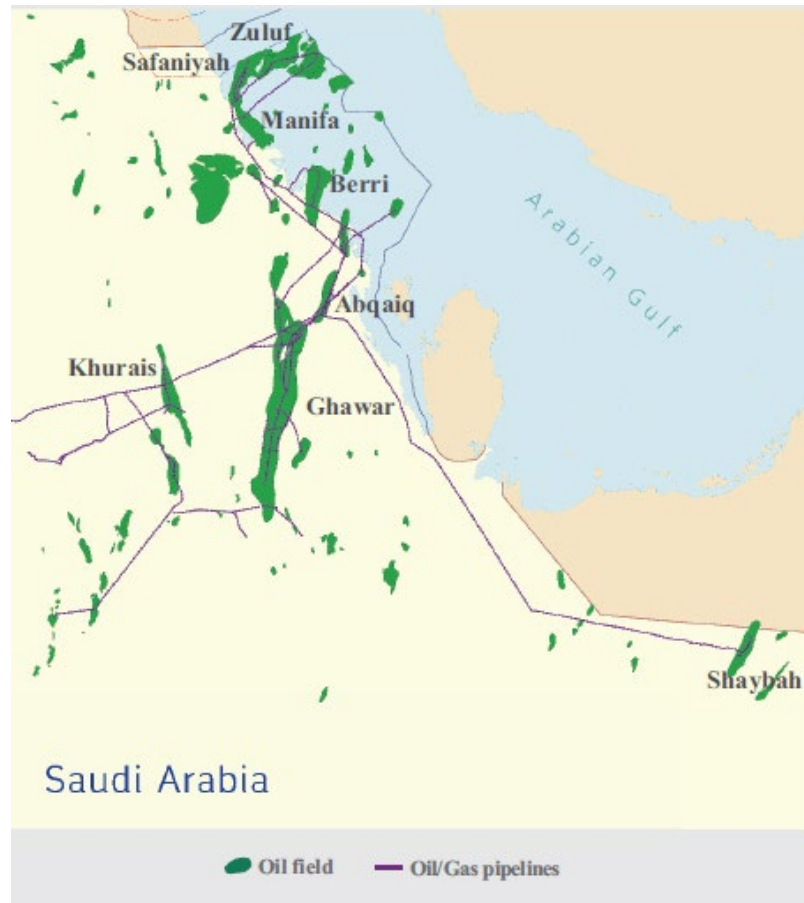 Zuluf
Safaniyah
Manifa
Berri
Arabian Gulf
Abqaiq
Khurais
Ghawar
Shaybah
Saudi Arabia
Oil field
Oil/Gas pipelines